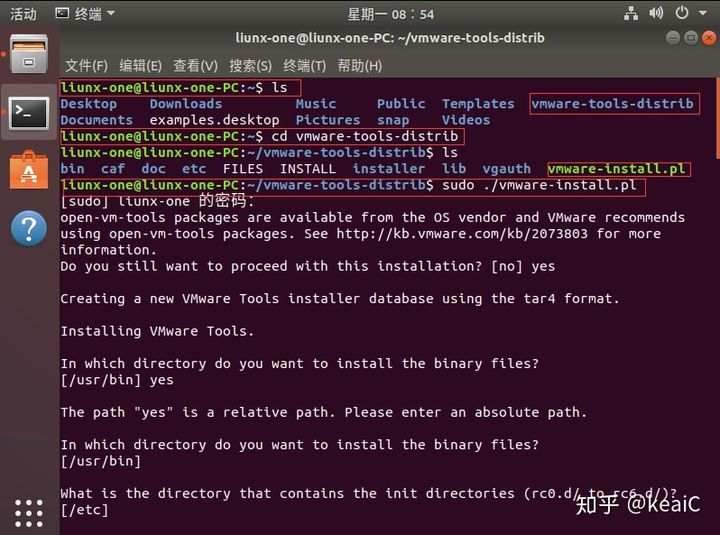 活动 终端 星期一 08：54
liunx-one@liunx-one-PC: ~/vmware-tools-distrib
文件(F) 编辑(E) 查看(V) 搜索(S) 终端(T) 帮助(H)
liunx-one@liunx-one-PC:~$ ls
Desktop Downloads Music Public Templates vmware-tools-distrib
Documents examples.desktop Pictures snap Videos
liunx-one@liunx-one-PC:~$ cd vmware-tools-distrib
liunx-one@liunx-one-PC:~/vmware-tools-distrib$ ls
bin caf doc etc FILES INSTALL installer lib vgauth vmware-install.pl
liunx-one@liunx-one-PC:~/vmware-tools-distrib$ sudo ./vmware-install.pl
[sudo] liunx-one 的密码：
open-vm-tools packages are available from the OS vendor and VMware recommends
using open-vm-tools packages. See http://kb.vmware.com/kb/2073803 for more
information.
Do you still want to proceed with this installation? [no] yes
Creating a new VMware Tools installer database using the tar4 format.
Installing VMware Tools.
In which directory do you want to install the binary files?
[/usr/bin] yes
The path "yes" is a relative path. Please enter an absolute path.
In which directory do you want to install the binary files?
[/usr/bin]
What is the directory that contains the init directories (rc0.d/ to rc6.d/)?
[/etc]
知乎 @keaiC